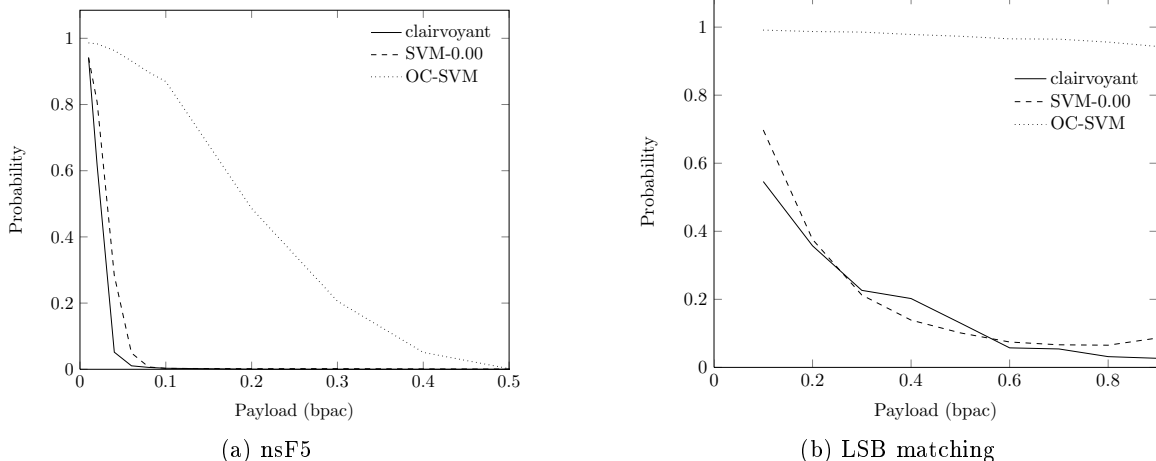 clairvoyant
SVM-0.00
OC-SVM
1
0.8
0.6
0.4
0.2
0
Probability
0 0.1 0.2 0.3 0.4 0.5
Payload (bpac)
(a) nsF5
clairvoyant
SVM-0.00
OC-SVM
1
0.8
0.6
0.4
0.2
0
Probability
0 0.2 0.4 0.6 0.8
Payload (bpac)
(b) LSB matching